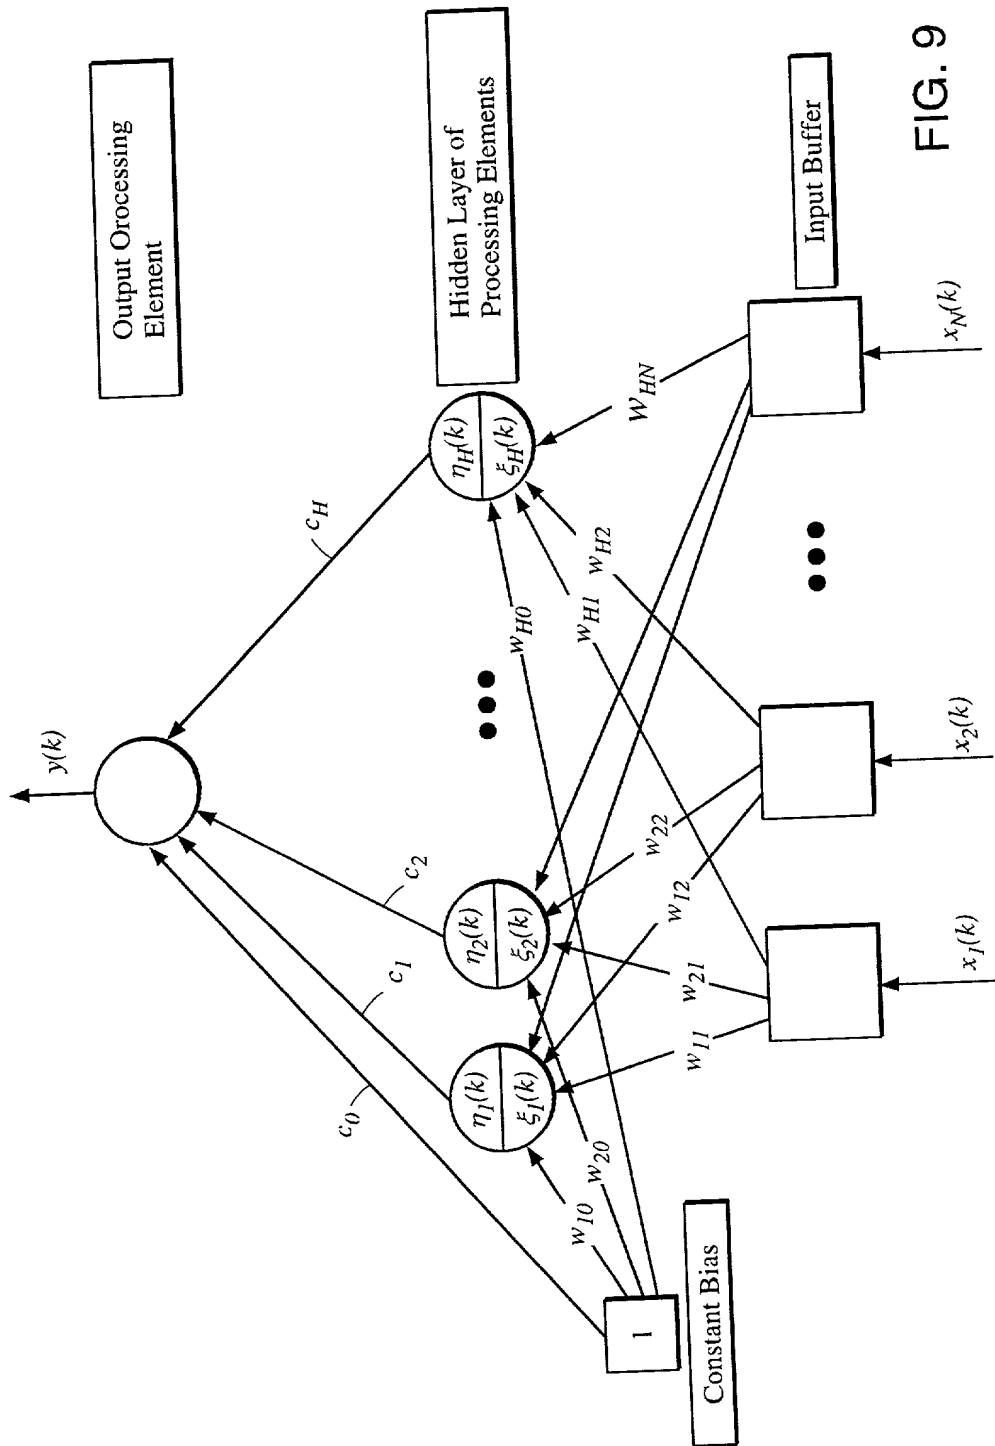 Output Orocessing
Element
Hidden Layer of
Processing Elements
Input Buffer
FIG. 9
y(k)
c_0
c_1
c_2
c_H
η_1(k)
ξ_1(k)
η_2(k)
ξ_2(k)
η_H(k)
ξ_H(k)
w_10
w_20
w_H0
w_11
w_21
w_H1
w_12
w_22
w_H2
W_HN
1
Constant Bias
x_1(k)
x_2(k)
x_N(k)